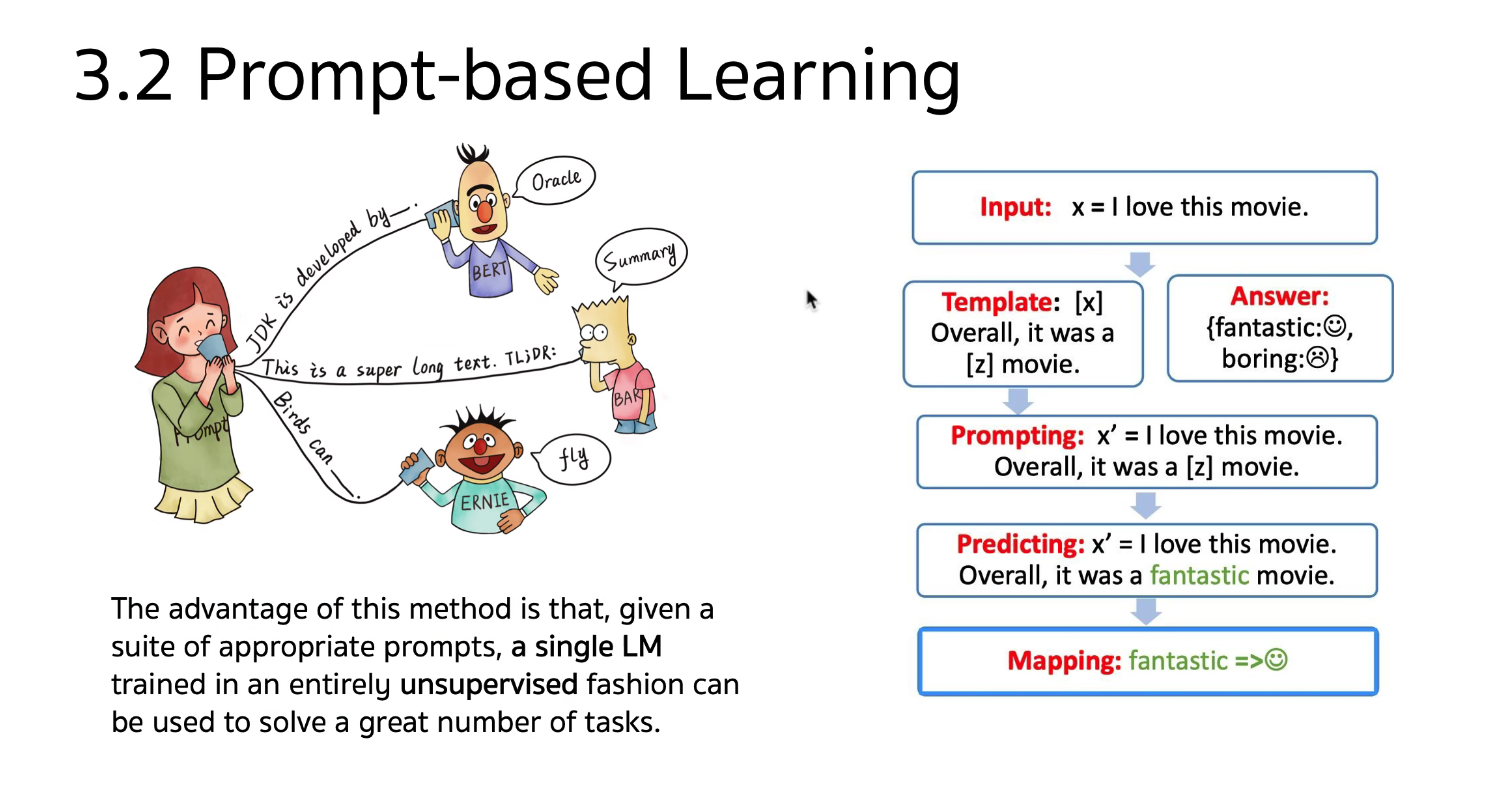 3.2 Prompt-based Learning
JDK is developed by —.
Oracle
BERT
Summary
This is a super long text. TL;DR:
BAR
Birds can —.
Prompt
fly
ERNIE
The advantage of this method is that, given a
suite of appropriate prompts, a single LM
trained in an entirely unsupervised fashion can
be used to solve a great number of tasks.
Input: x = I love this movie.
Template: [x]
Overall, it was a
[z] movie.
Answer:
{fantastic:☺,
boring:☹}
Prompting: x′ = I love this movie.
Overall, it was a [z] movie.
Predicting: x′ = I love this movie.
Overall, it was a fantastic movie.
Mapping: fantastic =>☺